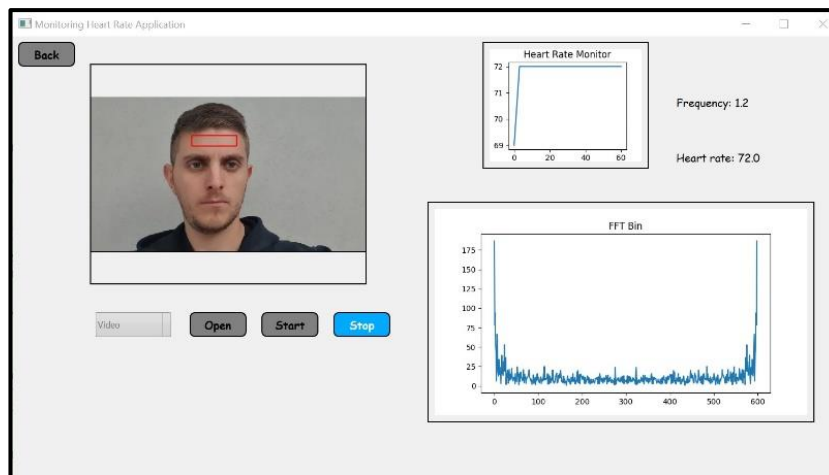 Monitoring Heart Rate Application
Back
Heart Rate Monitor
72
71
70
69
0 20 40 60
Frequency: 1.2
Heart rate: 72.0
FFT Bin
175
150
125
100
75
50
25
0
0 100 200 300 400 500 600
Video
Open
Start
Stop